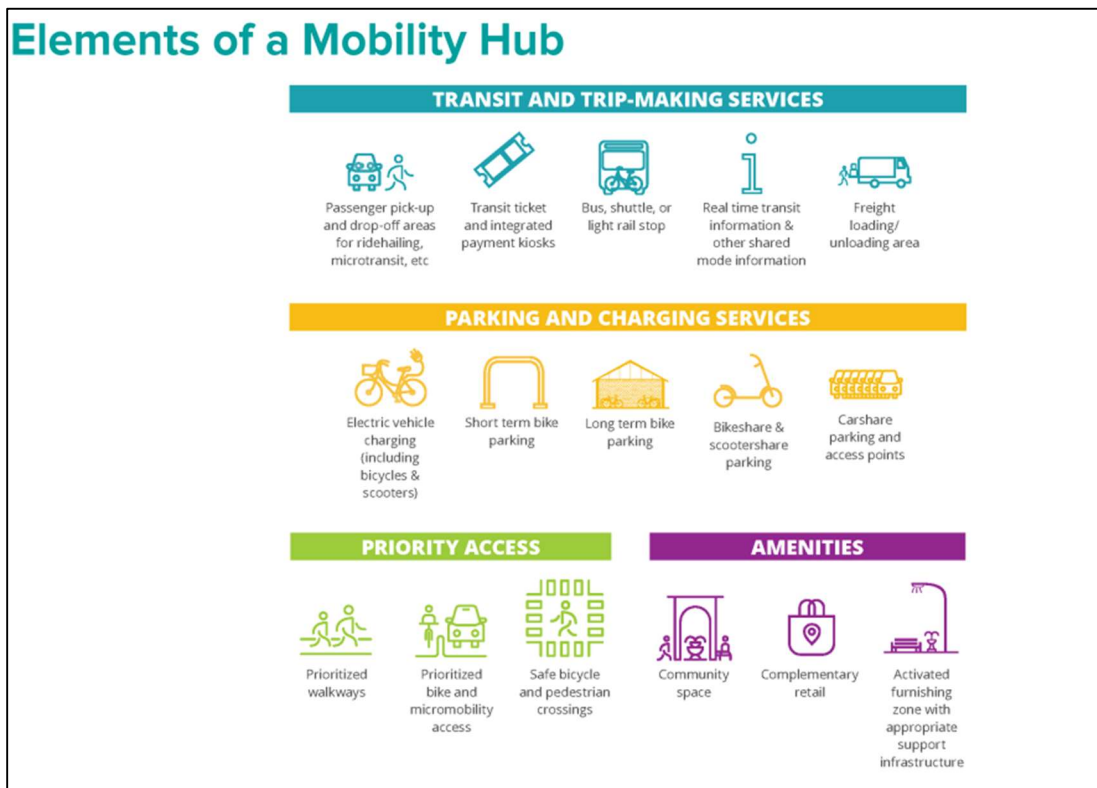 Elements of a Mobility Hub
TRANSIT AND TRIP-MAKING SERVICES
Passenger pick-up
and drop-off areas
for ridehailing,
microtransit, etc
Transit ticket
and integrated
payment kiosks
Bus, shuttle, or
light rail stop
Real time transit
information &
other shared
mode information
Freight
loading/
unloading area
PARKING AND CHARGING SERVICES
Electric vehicle
charging
(including
bicycles &
scooters)
Short term bike
parking
Long term bike
parking
Bikeshare &
scootershare
parking
Carshare
parking and
access points
PRIORITY ACCESS
Prioritized
walkways
Prioritized
bike and
micromobility
access
Safe bicycle
and pedestrian
crossings
AMENITIES
Community
space
Complementary
retail
Activated
furnishing
zone with
appropriate
support
infrastructure